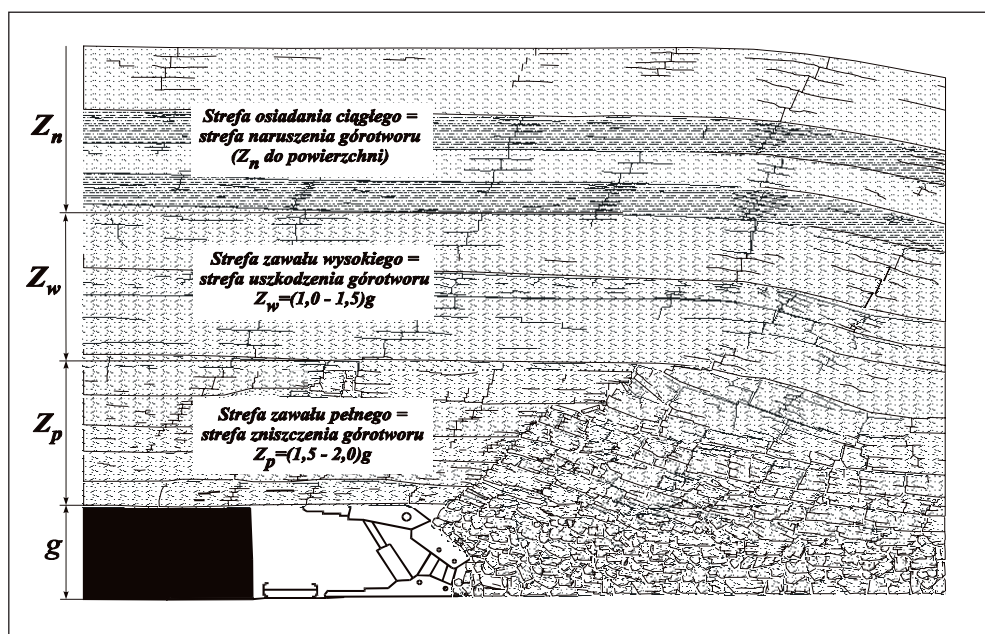 Z_n
Strefa osiadania ciągłego =
strefa naruszenia górotworu
(Z_n do powierzchni)
Z_w
Strefa zawału wysokiego =
strefa uszkodzenia górotworu
Z_w=(1,0 - 1,5)g
Z_p
Strefa zawału pełnego =
strefa zniszczenia górotworu
Z_p=(1,5 - 2,0)g
g